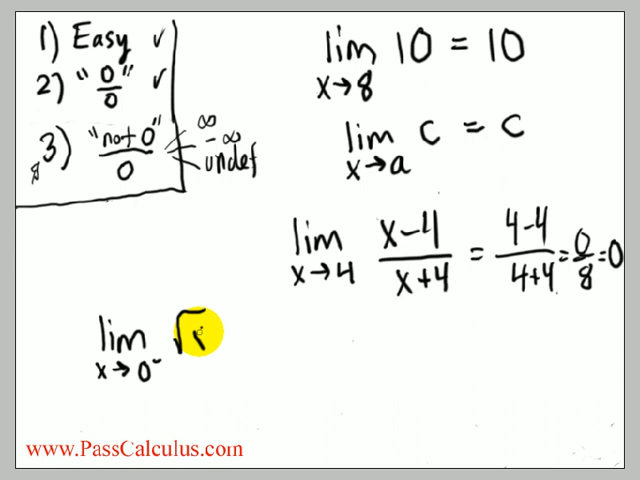 1) Easy ✓
2) "0/0" ✓
3) "not 0"/0 ∞ -∞ undef
lim x→8 10 = 10
lim x→a c = c
lim x→4 (x-4)/(x+4) = (4-4)/(4+4) = 0/8 = 0
lim x→0⁻ √
www.PassCalculus.com